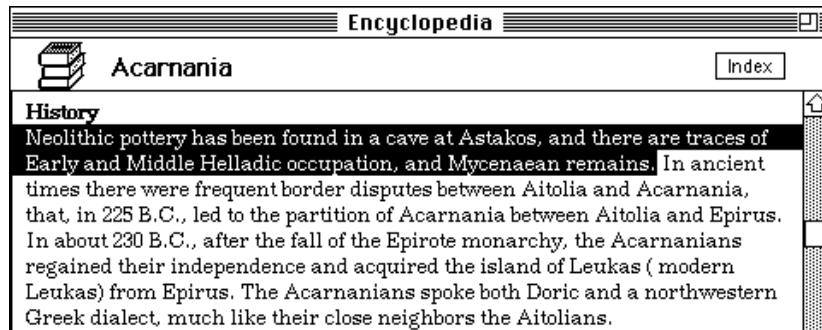 Encyclopedia
Acarnania
Index
History
Neolithic pottery has been found in a cave at Astakos, and there are traces of
Early and Middle Helladic occupation, and Mycenaean remains. In ancient
times there were frequent border disputes between Aitolia and Acarnania,
that, in 225 B.C., led to the partition of Acarnania between Aitolia and Epirus.
In about 230 B.C., after the fall of the Epirote monarchy, the Acarnanians
regained their independence and acquired the island of Leukas ( modern
Leukas) from Epirus. The Acarnanians spoke both Doric and a northwestern
Greek dialect, much like their close neighbors the Aitolians.